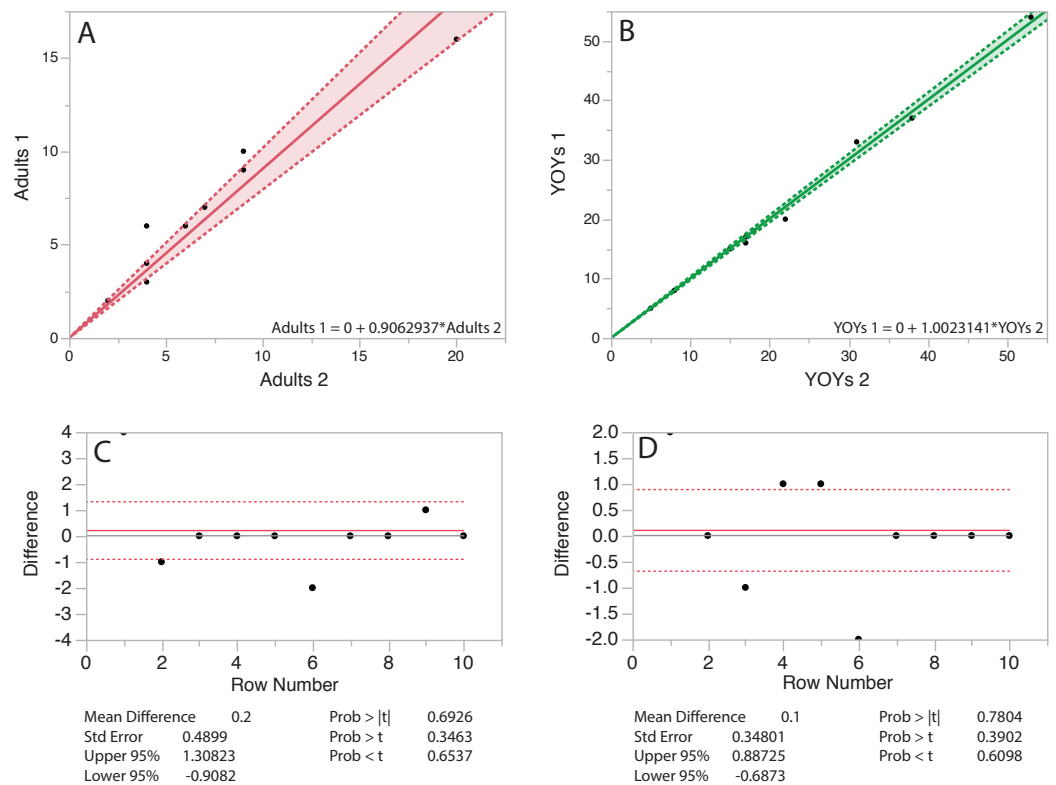 A
15
10
5
0
Adults 1
Adults 1 = 0 + 0.9062937*Adults 2
0 5 10 15 20
Adults 2
B
50
40
30
20
10
0
YOYs 1
YOYs 1 = 0 + 1.0023141*YOYs 2
0 10 20 30 40 50
YOYs 2
C
4
3
2
1
0
-1
-2
-3
-4
Difference
0 2 4 6 8 10
Row Number
Mean Difference 0.2 Prob > |t| 0.6926
Std Error 0.4899 Prob > t 0.3463
Upper 95% 1.30823 Prob < t 0.6537
Lower 95% -0.9082
D
2.0
1.5
1.0
0.5
0.0
-0.5
-1.0
-1.5
-2.0
Difference
0 2 4 6 8 10
Row Number
Mean Difference 0.1 Prob > |t| 0.7804
Std Error 0.34801 Prob > t 0.3902
Upper 95% 0.88725 Prob < t 0.6098
Lower 95% -0.6873